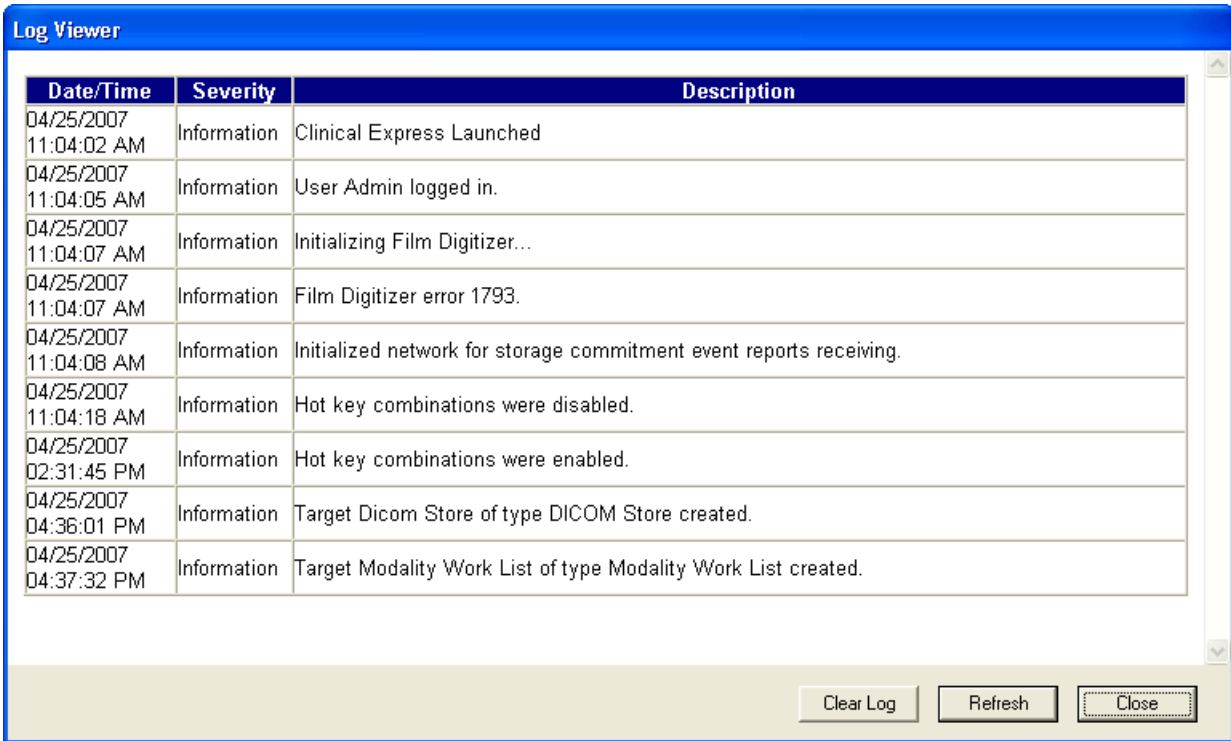 Log Viewer
Date/Time Severity Description
04/25/2007
11:04:02 AM Information Clinical Express Launched
04/25/2007
11:04:05 AM Information User Admin logged in.
04/25/2007
11:04:07 AM Information Initializing Film Digitizer...
04/25/2007
11:04:07 AM Information Film Digitizer error 1793.
04/25/2007
11:04:08 AM Information Initialized network for storage commitment event reports receiving.
04/25/2007
11:04:18 AM Information Hot key combinations were disabled.
04/25/2007
02:31:45 PM Information Hot key combinations were enabled.
04/25/2007
04:36:01 PM Information Target Dicom Store of type DICOM Store created.
04/25/2007
04:37:32 PM Information Target Modality Work List of type Modality Work List created.
Clear Log Refresh Close